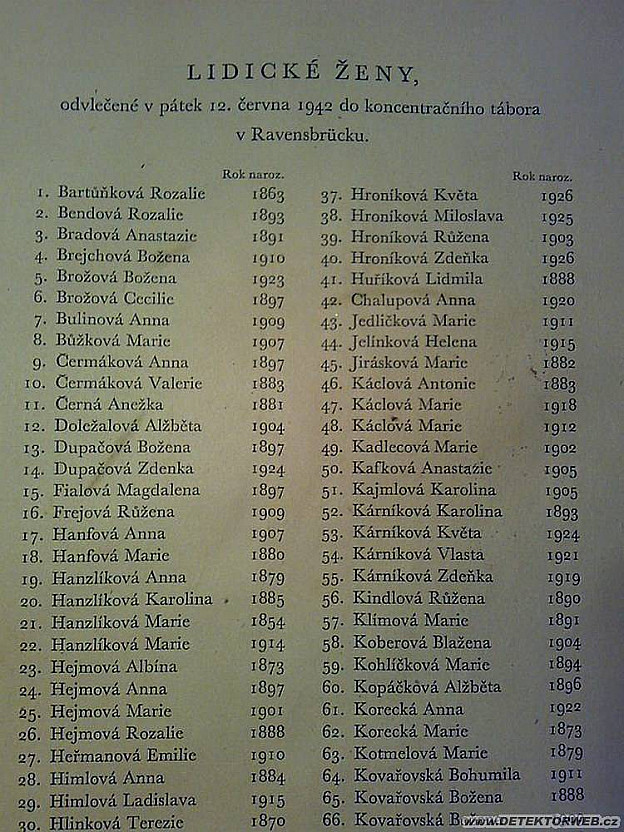 LIDICKÉ ŽENY,
odvlečené v pátek 12. června 1942 do koncentračního tábora
v Ravensbrücku.
Rok naroz.
1. Bartůňková Rozalie 1863
2. Bendová Rozalie 1893
3. Bradová Anastazie 1891
4. Brejchová Božena 1910
5. Brožová Božena 1923
6. Brožová Cecilie 1897
7. Bulinová Anna 1909
8. Bůžková Marie 1907
9. Čermáková Anna 1897
10. Čermáková Valerie 1883
11. Černá Anežka 1881
12. Doležalová Alžběta 1904
13. Dupačová Božena 1897
14. Dupačová Zdenka 1924
15. Fialová Magdalena 1897
16. Frejová Růžena 1909
17. Hanfová Anna 1907
18. Hanfová Marie 1880
19. Hanzlíková Anna 1879
20. Hanzlíková Karolina 1885
21. Hanzlíková Marie 1854
22. Hanzlíková Marie 1914
23. Hejmová Albína 1873
24. Hejmová Anna 1897
25. Hejmová Marie 1901
26. Hejmová Rozalie 1888
27. Heřmanová Emilie 1910
28. Himlová Anna 1884
29. Himlová Ladislava 1915
30. Hlinková Terezie 1870
Rok naroz.
37. Hroníková Květa 1926
38. Hroníková Miloslava 1925
39. Hroníková Růžena 1903
40. Hroníková Zdeňka 1926
41. Huříková Lidmila 1888
42. Chalupová Anna 1920
43. Jedličková Marie 1911
44. Jelínková Helena 1915
45. Jirásková Marie 1882
46. Káclová Antonie 1883
47. Káclová Marie 1918
48. Káclová Marie 1912
49. Kadlecová Marie 1902
50. Kafková Anastazie 1905
51. Kajmlová Karolina 1905
52. Kárníková Karolina 1893
53. Kárníková Květa 1924
54. Kárníková Vlasta 1921
55. Kárníková Zdeňka 1919
56. Kindlová Růžena 1890
57. Klímová Marie 1891
58. Koberová Blažena 1904
59. Kohlíčková Marie 1894
60. Kopáčková Alžběta 1896
61. Korecká Anna 1922
62. Korecká Marie 1873
63. Kotmelová Marie 1879
64. Kovařovská Bohumila 1911
65. Kovařovská Božena 1888
66. Kovařovská
www.DETEKTORWEB.cz